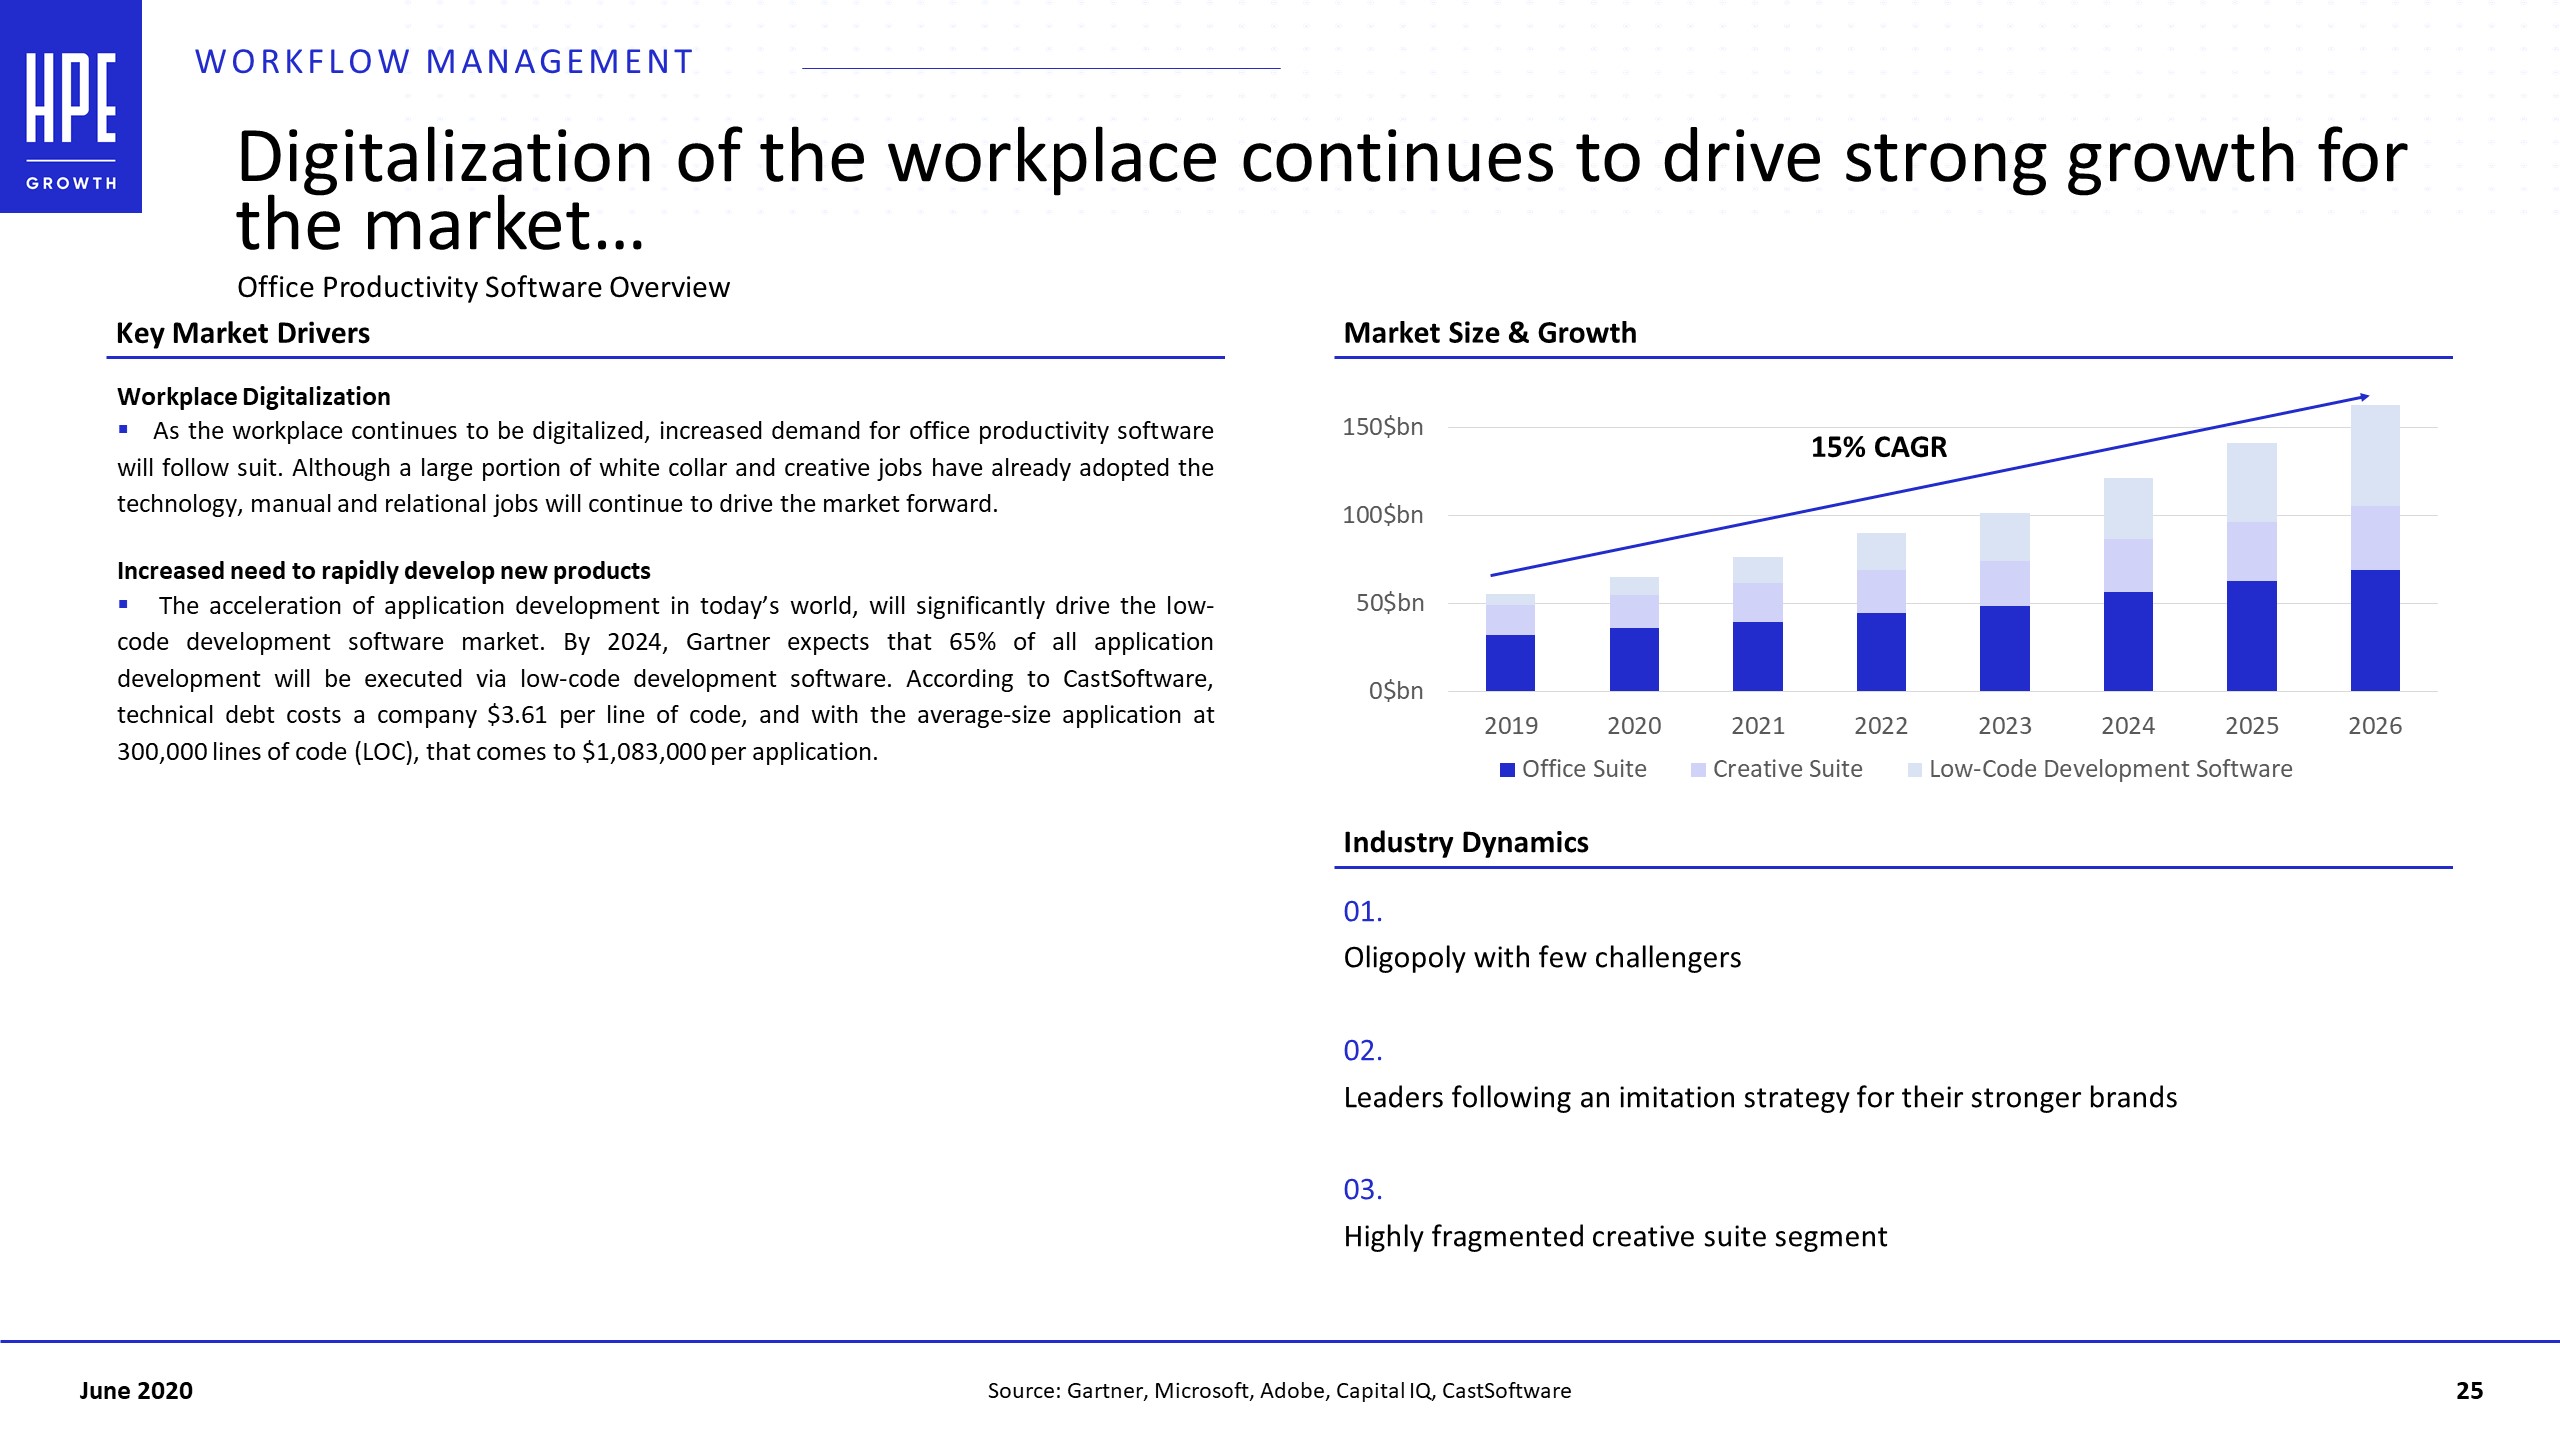 HPE
GROWTH
WORKFLOW MANAGEMENT
Digitalization of the workplace continues to drive strong growth for
the market...
Office Productivity Software Overview
Key Market Drivers
Workplace Digitalization
▪ As the workplace continues to be digitalized, increased demand for office productivity software
will follow suit. Although a large portion of white collar and creative jobs have already adopted the
technology, manual and relational jobs will continue to drive the market forward.
Increased need to rapidly develop new products
▪ The acceleration of application development in today’s world, will significantly drive the low-
code development software market. By 2024, Gartner expects that 65% of all application
development will be executed via low-code development software. According to CastSoftware,
technical debt costs a company $3.61 per line of code, and with the average-size application at
300,000 lines of code (LOC), that comes to $1,083,000 per application.
Market Size & Growth
150$bn
100$bn
50$bn
0$bn
15% CAGR
2019 2020 2021 2022 2023 2024 2025 2026
Office Suite Creative Suite Low-Code Development Software
Industry Dynamics
01.
Oligopoly with few challengers
02.
Leaders following an imitation strategy for their stronger brands
03.
Highly fragmented creative suite segment
June 2020
Source: Gartner, Microsoft, Adobe, Capital IQ, CastSoftware
25